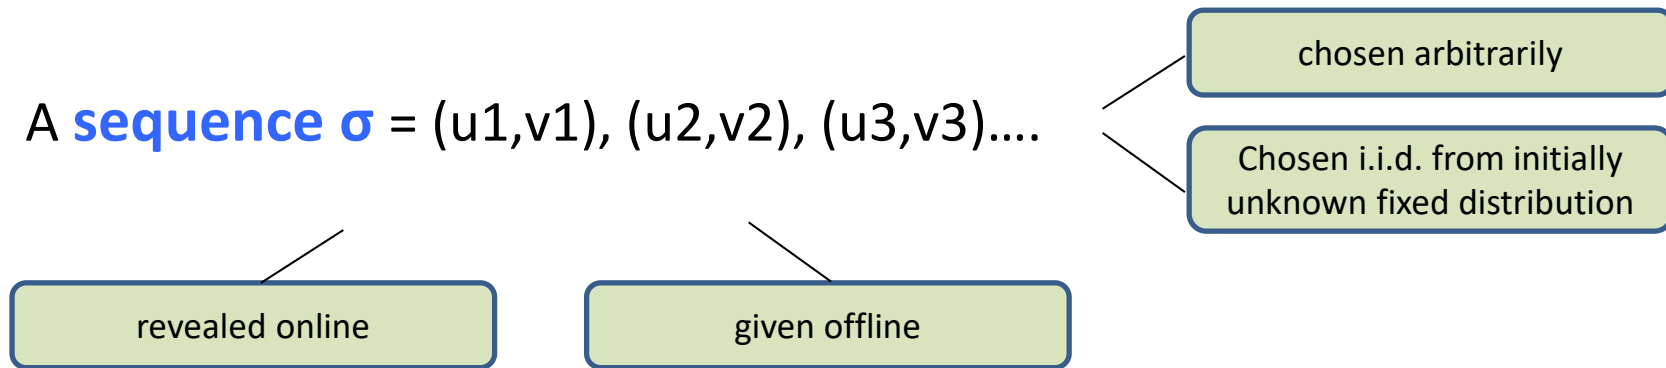 chosen arbitrarily
A sequence σ = (u1,v1), (u2,v2), (u3,v3)….
Chosen i.i.d. from initially
unknown fixed distribution
revealed online
given offline